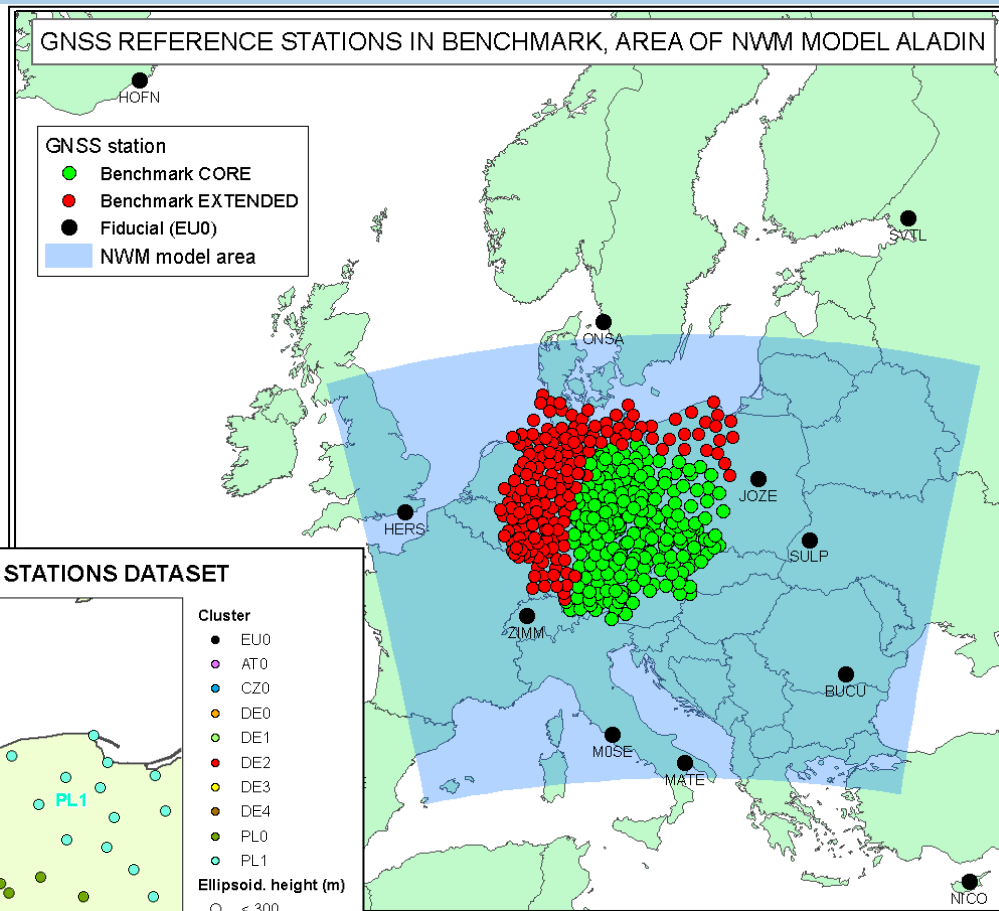 GNSS REFERENCE STATIONS IN BENCHMARK, AREA OF NWM MODEL ALADIN
HOFN
GNSS station
Benchmark CORE
Benchmark EXTENDED
Fiducial (EU0)
NWM model area
SVTL
ONSA
JOZE
HERS
SULP
ZIMM
BUCU
M0SE
MATE
NICO
STATIONS DATASET
Cluster
EU0
AT0
CZ0
DE0
DE1
DE2
DE3
DE4
PL0
PL1
Ellipsoid. height (m)
< 300
PL1